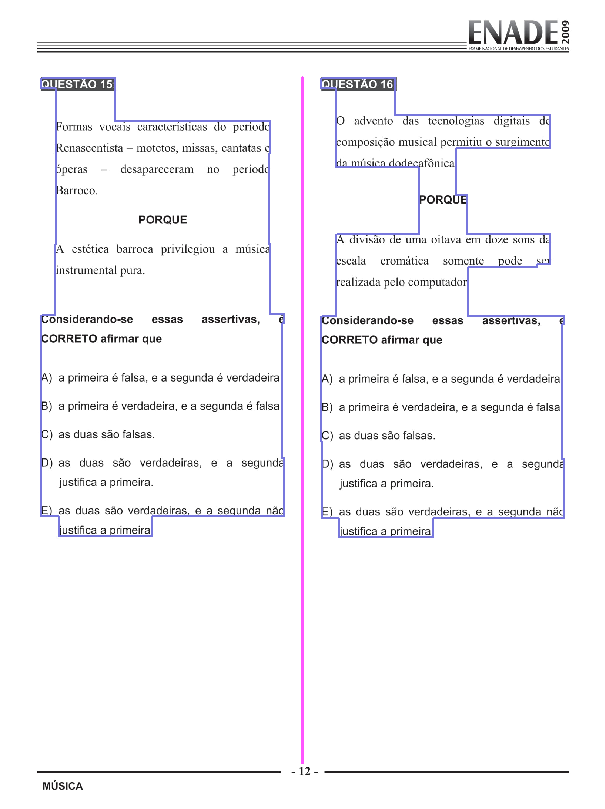 ENADE 2009
EXAME NACIONAL DE DESEMPENHO DOS ESTUDANTES
QUESTÃO 15
Formas vocais características do período
Renascentista – motetos, missas, cantatas e
óperas – desapareceram no período
Barroco.
PORQUE
A estética barroca privilegiou a música
instrumental pura.
Considerando-se essas assertivas, é
CORRETO afirmar que
A) a primeira é falsa, e a segunda é verdadeira
B) a primeira é verdadeira, e a segunda é falsa
C) as duas são falsas.
D) as duas são verdadeiras, e a segunda
justifica a primeira.
E) as duas são verdadeiras, e a segunda não
justifica a primeira
QUESTÃO 16
O advento das tecnologias digitais de
composição musical permitiu o surgimento
da música dodecafônica
PORQUE
A divisão de uma oitava em doze sons da
escala cromática somente pode ser
realizada pelo computador
Considerando-se essas assertivas, é
CORRETO afirmar que
A) a primeira é falsa, e a segunda é verdadeira
B) a primeira é verdadeira, e a segunda é falsa
C) as duas são falsas.
D) as duas são verdadeiras, e a segunda
justifica a primeira.
E) as duas são verdadeiras, e a segunda não
justifica a primeira
- 12 -
MÚSICA